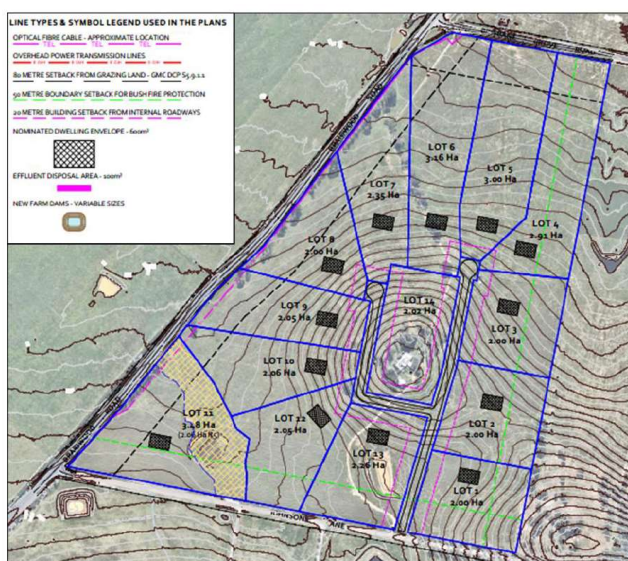 LINE TYPES & SYMBOL LEGEND USED IN THE PLANS
OPTICAL FIBRE CABLE - APPROXIMATE LOCATION
TEL TEL TEL
OVERHEAD POWER TRANSMISSION LINES
80 METRE SETBACK FROM GRAZING LAND - GMC DCP S5.9.1.1
50 METRE BOUNDARY SETBACK FOR BUSH FIRE PROTECTION
20 METRE BUILDING SETBACK FROM INTERNAL ROADWAYS
NOMINATED DWELLING ENVELOPE - 600m²
EFFLUENT DISPOSAL AREA - 100m²
NEW FARM DAMS - VARIABLE SIZES
ROAD
LOT 6
3.16 Ha
LOT 5
3.00 Ha
LOT 7
2.35 Ha
LOT 4
2.91 Ha
LOT 8
2.00 Ha
LOT 14
2.02 Ha
LOT 9
2.05 Ha
LOT 3
2.00 Ha
LOT 10
2.06 Ha
LOT 11
3.28 Ha
ROAD
LOT 12
2.05 Ha
LOT 2
2.00 Ha
LOT 13
2.26 Ha
LOT 1
2.00 Ha
LANE